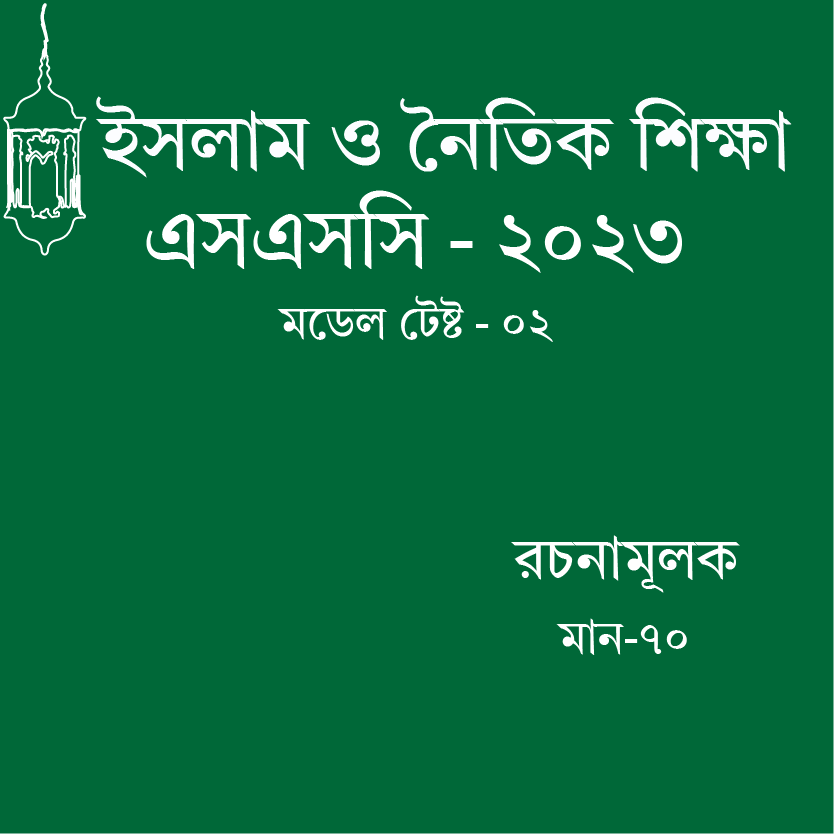 ইসলাম ও নৈতিক শিক্ষা
এসএসসি - ২০২৩
মডেল টেষ্ট - ০২
রচনামূলক
মান-৭০